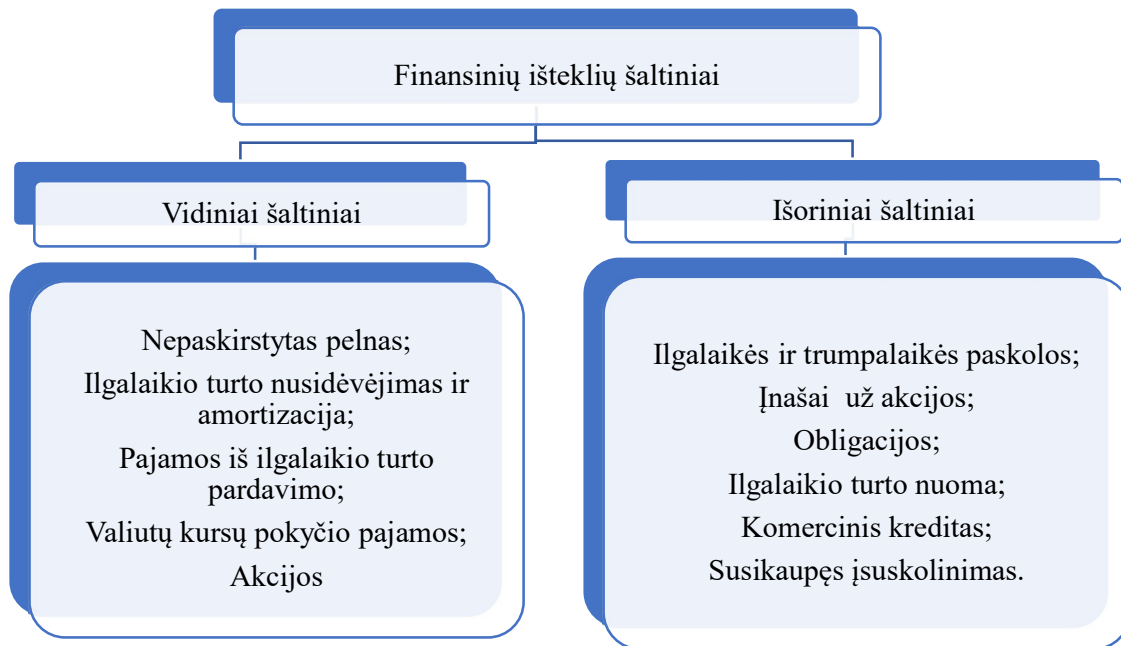 Finansinių išteklių šaltiniai
Vidiniai šaltiniai
Nepaskirstytas pelnas;
Ilgalaikio turto nusidėvėjimas ir
amortizacija;
Pajamos iš ilgalaikio turto
pardavimo;
Valiutų kursų pokyčio pajamos;
Akcijos
Išoriniai šaltiniai
Ilgalaikės ir trumpalaikės paskolos;
Įnašai už akcijos;
Obligacijos;
Ilgalaikio turto nuoma;
Komercinis kreditas;
Susikaupęs įsuskolinimas.